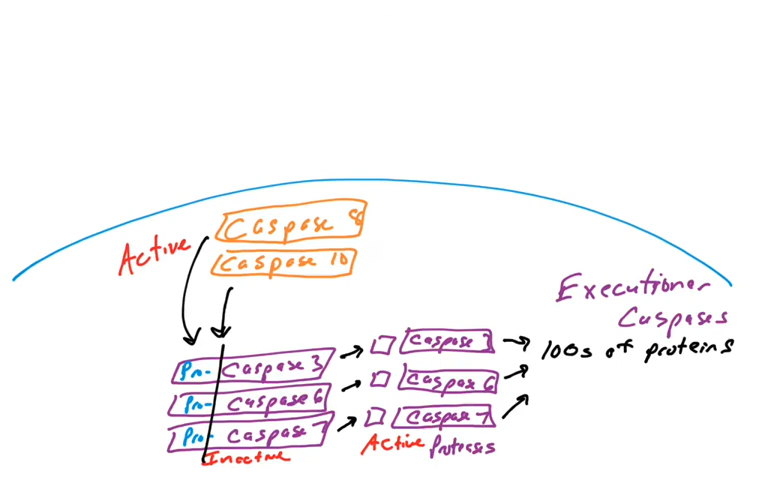 Caspase 8
Active
Caspase 10
Executioner
Caspases
100s of proteins
Pro- Caspase 3
Caspase 3
Pro- Caspase 6
Caspase 6
Pro- Caspase 7
Caspase 7
Inactive
Active Proteases